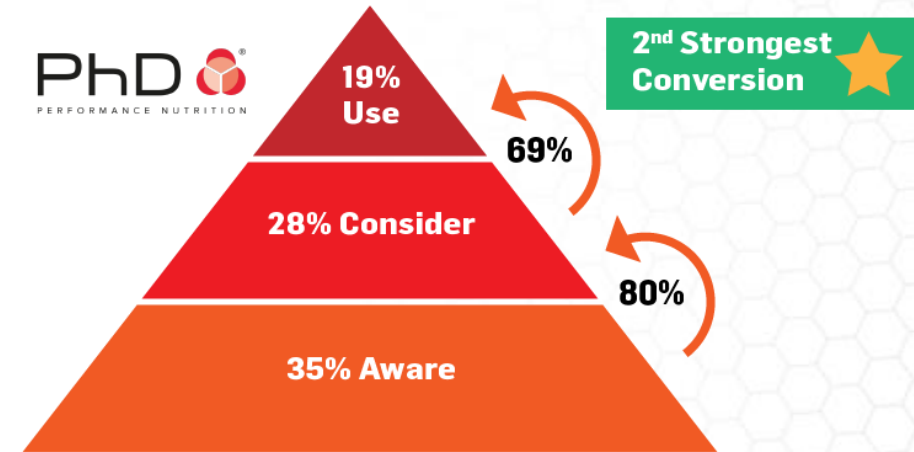 PhD®
PERFORMANCE NUTRITION
2nd Strongest
Conversion
19%
Use
69%
28% Consider
80%
35% Aware